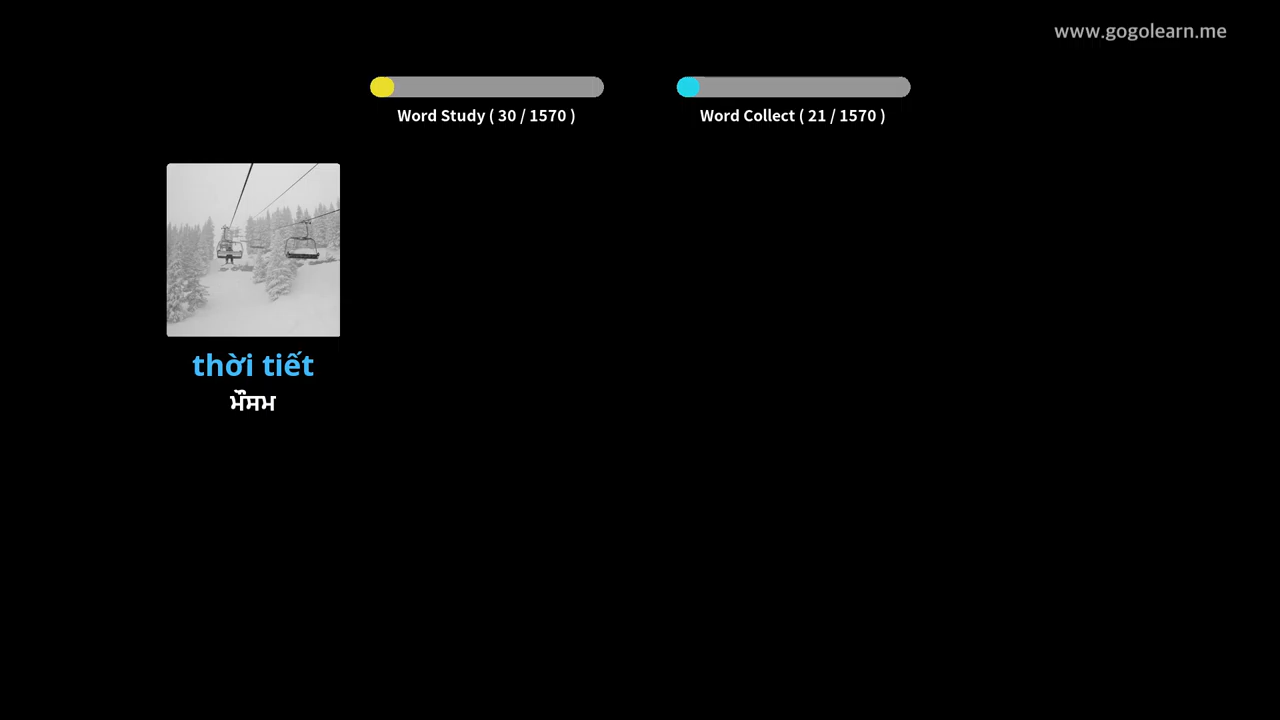 www.gogolearn.me
Word Study ( 30 / 1570 )
Word Collect ( 21 / 1570 )
thời tiết
ਮੌਸਮ